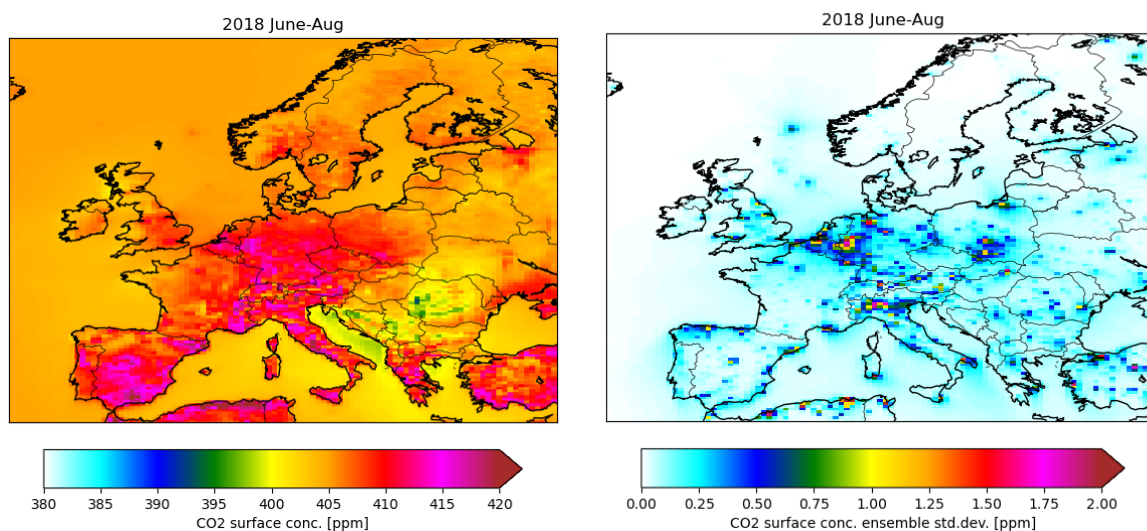 2018 June-Aug
380 385 390 395 400 405 410 415 420
CO2 surface conc. [ppm]
2018 June-Aug
0.00 0.25 0.50 0.75 1.00 1.25 1.50 1.75 2.00
CO2 surface conc. ensemble std.dev. [ppm]